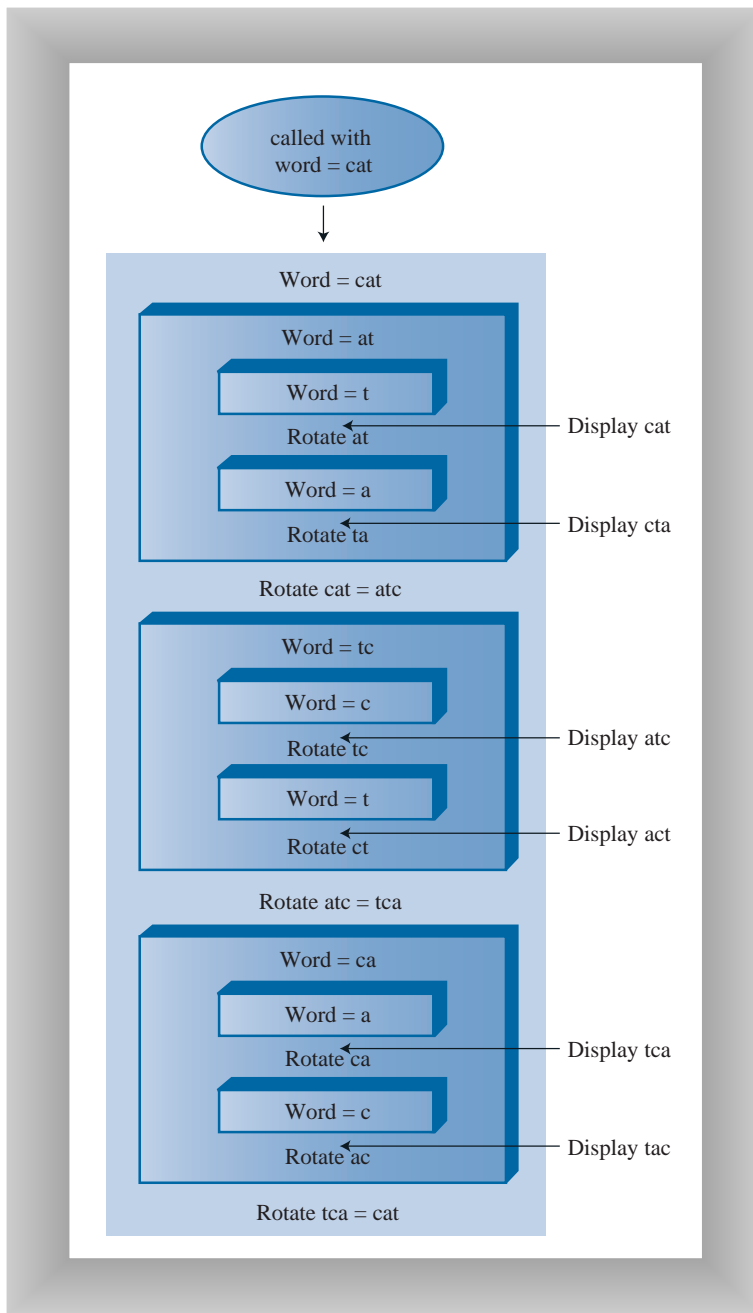 called with
word = cat
Word = cat
Word = at
Word = t
Display cat
Rotate at
Word = a
Display cta
Rotate ta
Rotate cat = atc
Word = tc
Word = c
Display atc
Rotate tc
Word = t
Display act
Rotate ct
Rotate atc = tca
Word = ca
Word = a
Display tca
Rotate ca
Word = c
Display tac
Rotate ac
Rotate tca = cat